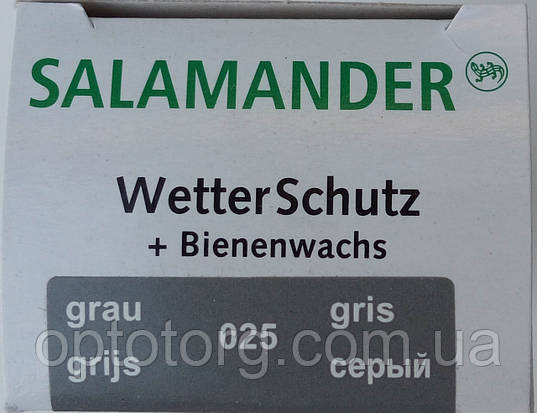 SALAMANDER
WetterSchutz
+ Bienenwachs
grau gris
025
grijs серый
optotorg.com.ua